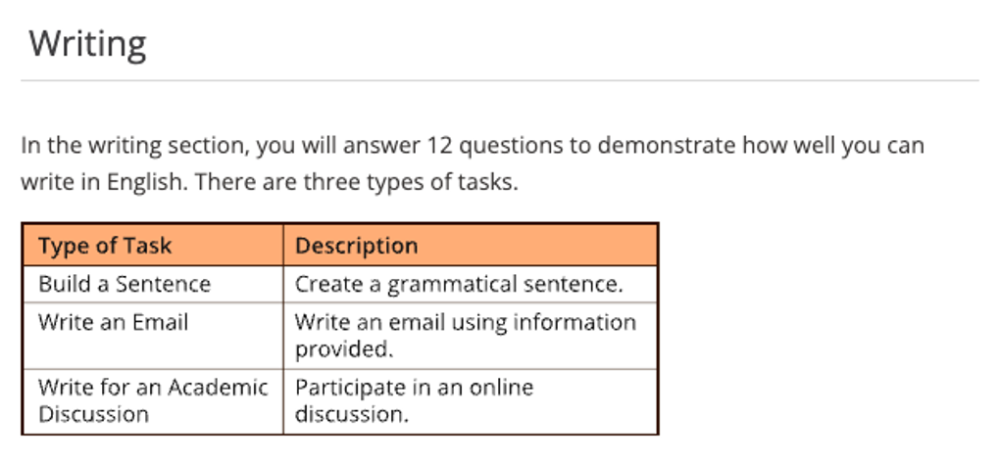 Writing
In the writing section, you will answer 12 questions to demonstrate how well you can
write in English. There are three types of tasks.
Type of Task
Description
Build a Sentence
Create a grammatical sentence.
Write an Email
Write an email using information
provided.
Write for an Academic
Discussion
Participate in an online
discussion.